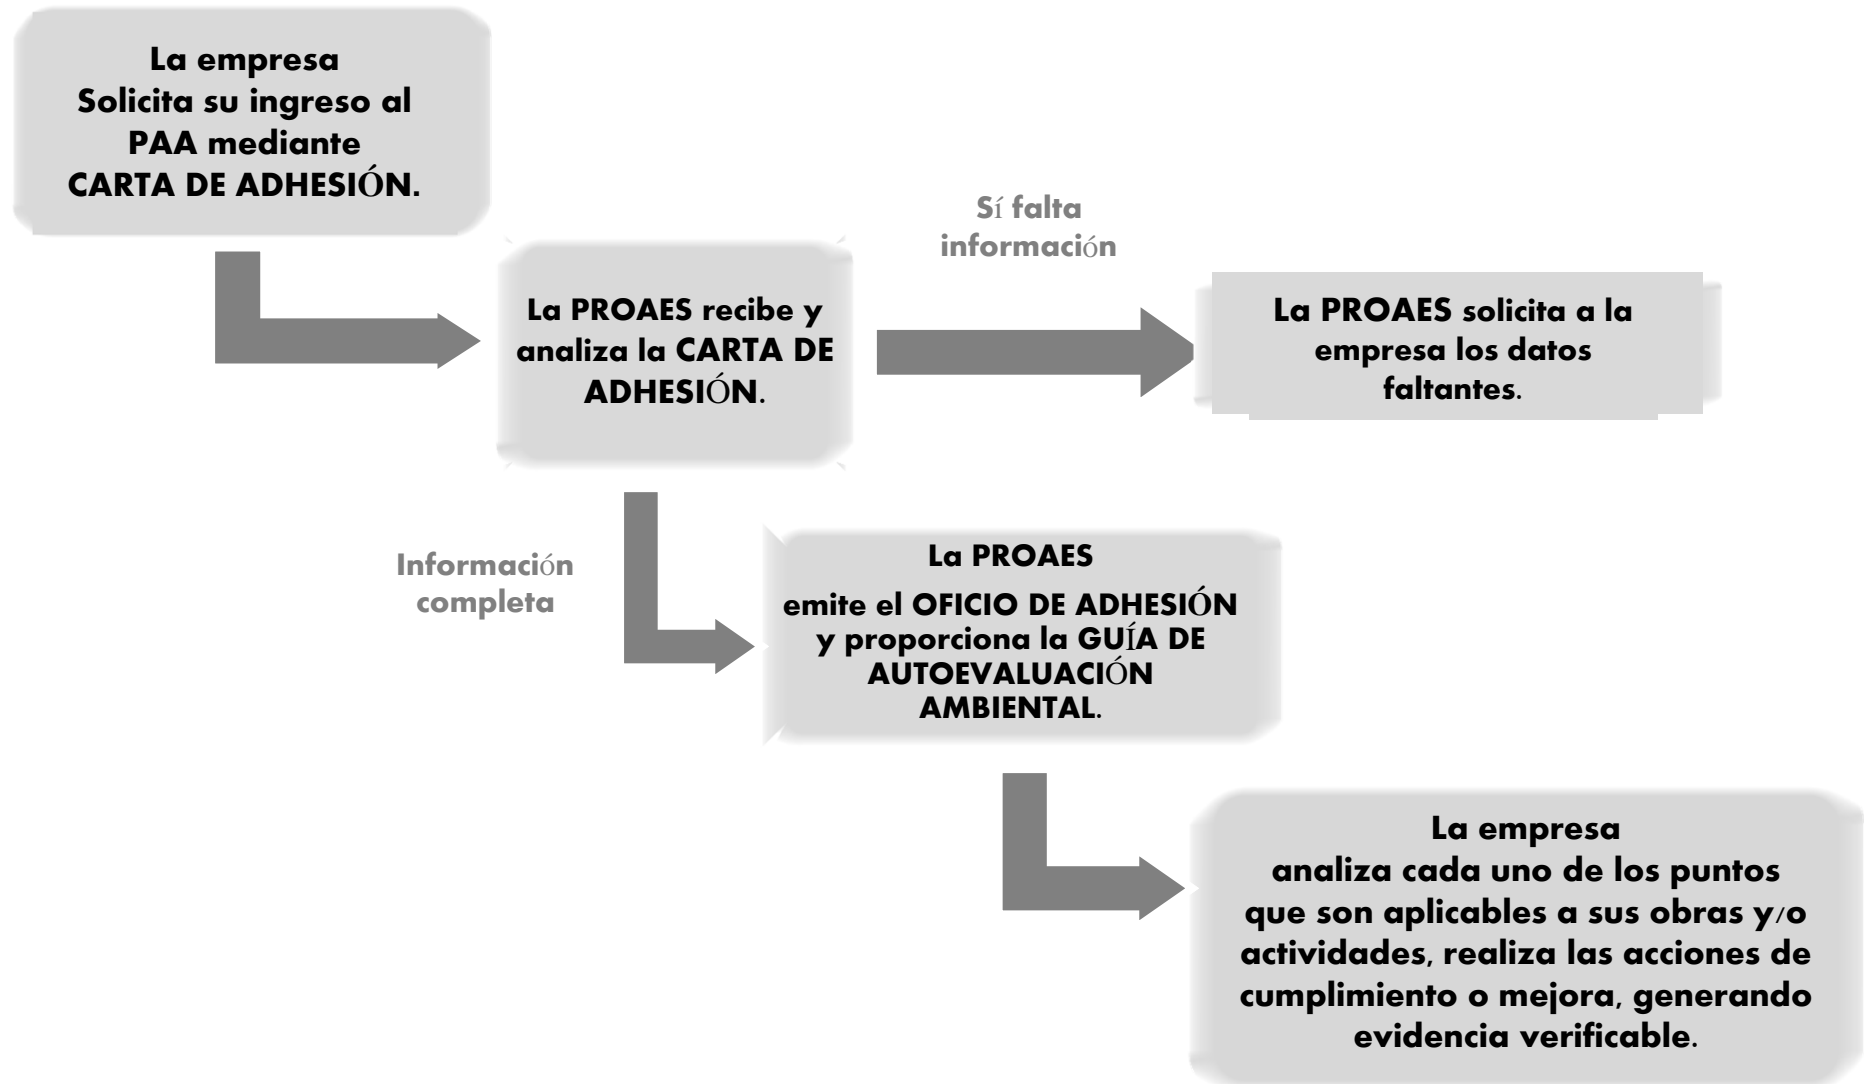 La empresa
Solicita su ingreso al
PAA mediante
CARTA DE ADHESIÓN.
Sí falta
información
La PROAES recibe y
analiza la CARTA DE
ADHESIÓN.
La PROAES solicita a la
empresa los datos
faltantes.
Información
completa
La PROAES
emite el OFICIO DE ADHESIÓN
y proporciona la GUÍA DE
AUTOEVALUACIÓN
AMBIENTAL.
La empresa
analiza cada uno de los puntos
que son aplicables a sus obras y/o
actividades, realiza las acciones de
cumplimiento o mejora, generando
evidencia verificable.